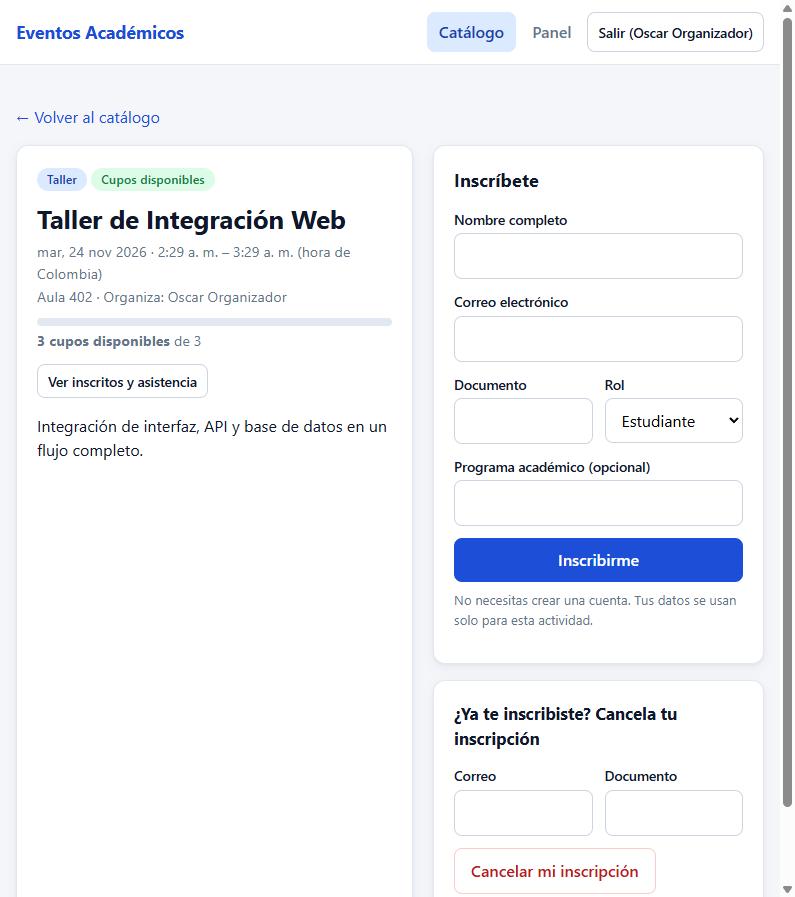 Eventos Académicos
Catálogo
Panel
Salir (Oscar Organizador)
← Volver al catálogo
Taller
Cupos disponibles
Taller de Integración Web
mar, 24 nov 2026 · 2:29 a. m. – 3:29 a. m. (hora de
Colombia)
Aula 402 · Organiza: Oscar Organizador
3 cupos disponibles de 3
Ver inscritos y asistencia
Integración de interfaz, API y base de datos en un
flujo completo.
Inscríbete
Nombre completo
Correo electrónico
Documento
Rol
Estudiante
Programa académico (opcional)
Inscribirme
No necesitas crear una cuenta. Tus datos se usan
solo para esta actividad.
¿Ya te inscribiste? Cancela tu
inscripción
Correo
Documento
Cancelar mi inscripción